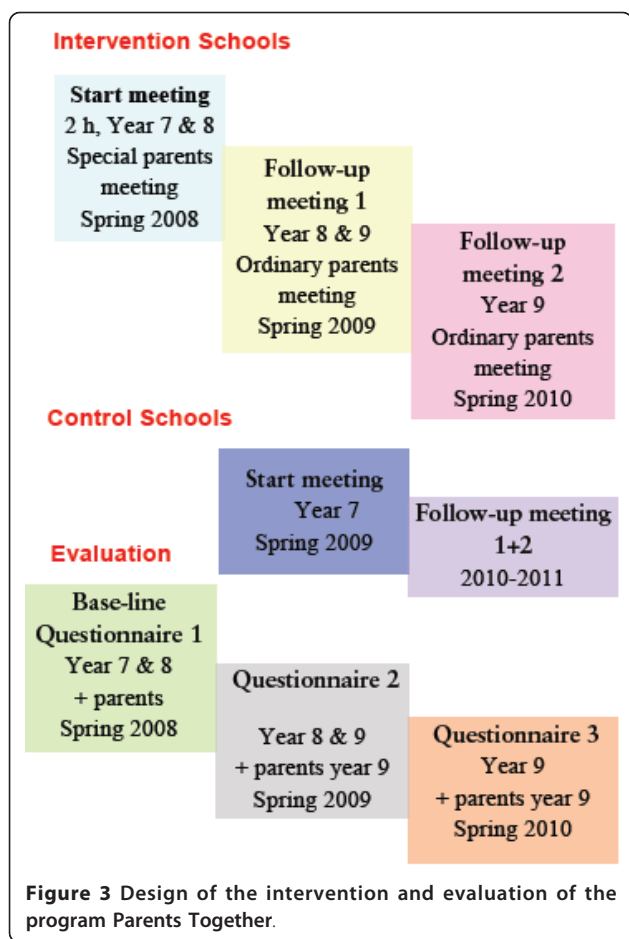 Intervention Schools
Start meeting
2 h, Year 7 & 8
Special parents
meeting
Spring 2008
Follow-up
meeting 1
Year 8 & 9
Ordinary parents
meeting
Spring 2009
Follow-up
meeting 2
Year 9
Ordinary parents
meeting
Spring 2010
Control Schools
Start meeting
Year 7
Spring 2009
Follow-up meeting
1+2
2010-2011
Evaluation
Base-line
Questionnaire 1
Year 7 & 8
+ parents
Spring 2008
Questionnaire 2
Year 8 & 9
+ parents year 9
Spring 2009
Questionnaire 3
Year 9
+ parents year 9
Spring 2010
Figure 3 Design of the intervention and evaluation of the
program Parents Together.